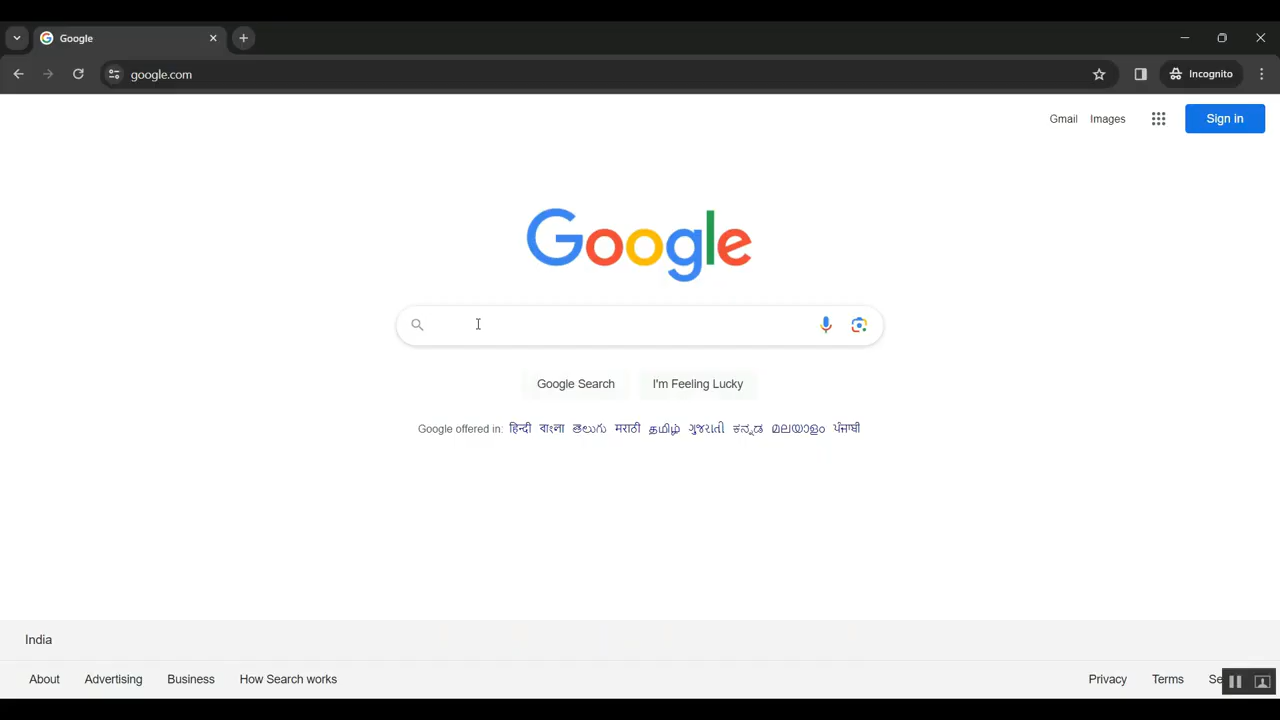 Google
google.com
Incognito
Gmail Images Sign in
Google
Google Search I'm Feeling Lucky
Google offered in: हिन्दी বাংলা తెలుగు मराठी தமிழ் ગુજરાતી ಕನ್ನಡ മലയാളം ਪੰਜਾਬੀ
India
About Advertising Business How Search works Privacy Terms Se